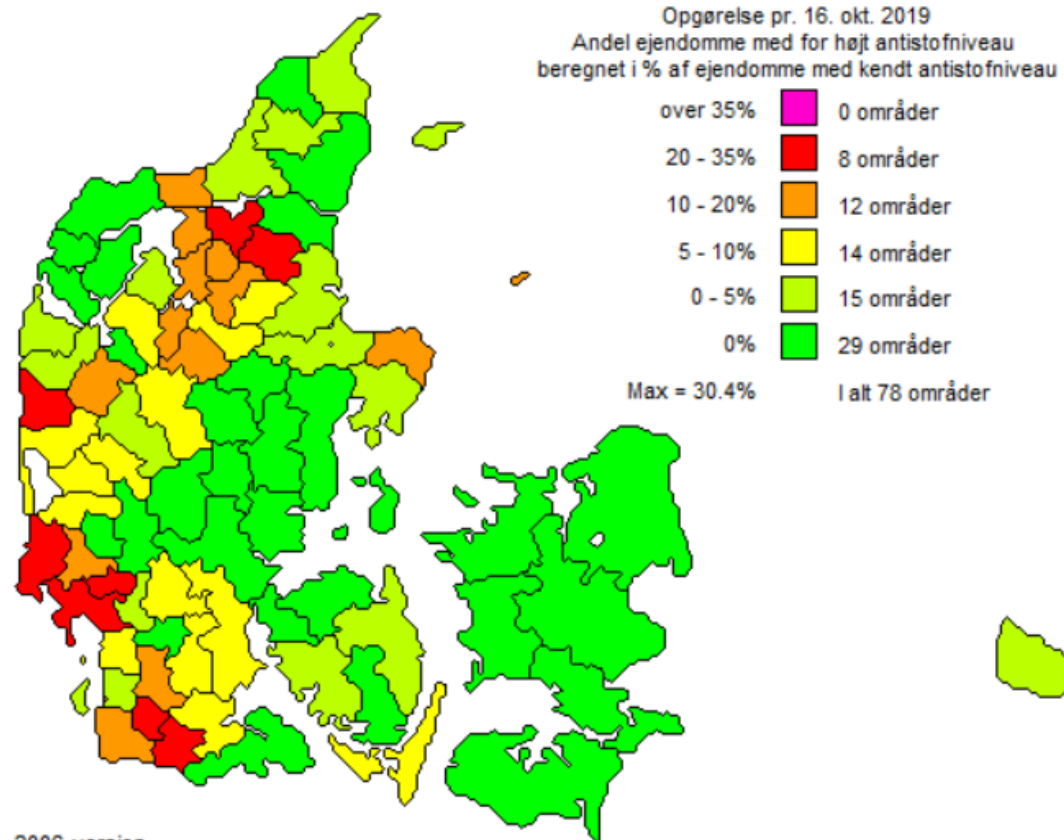 Opgørelse pr. 16. okt. 2019
Andel ejendomme med for højt antistofniveau
beregnet i % af ejendomme med kendt antistofniveau
over 35% 0 områder
20 - 35% 8 områder
10 - 20% 12 områder
5 - 10% 14 områder
0 - 5% 15 områder
0% 29 områder
Max = 30.4% I alt 78 områder